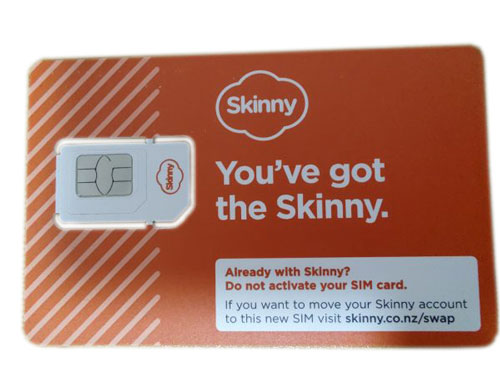 Skinny
Skinny
You've got
the Skinny.
Already with Skinny?
Do not activate your SIM card.
If you want to move your Skinny account
to this new SIM visit skinny.co.nz/swap